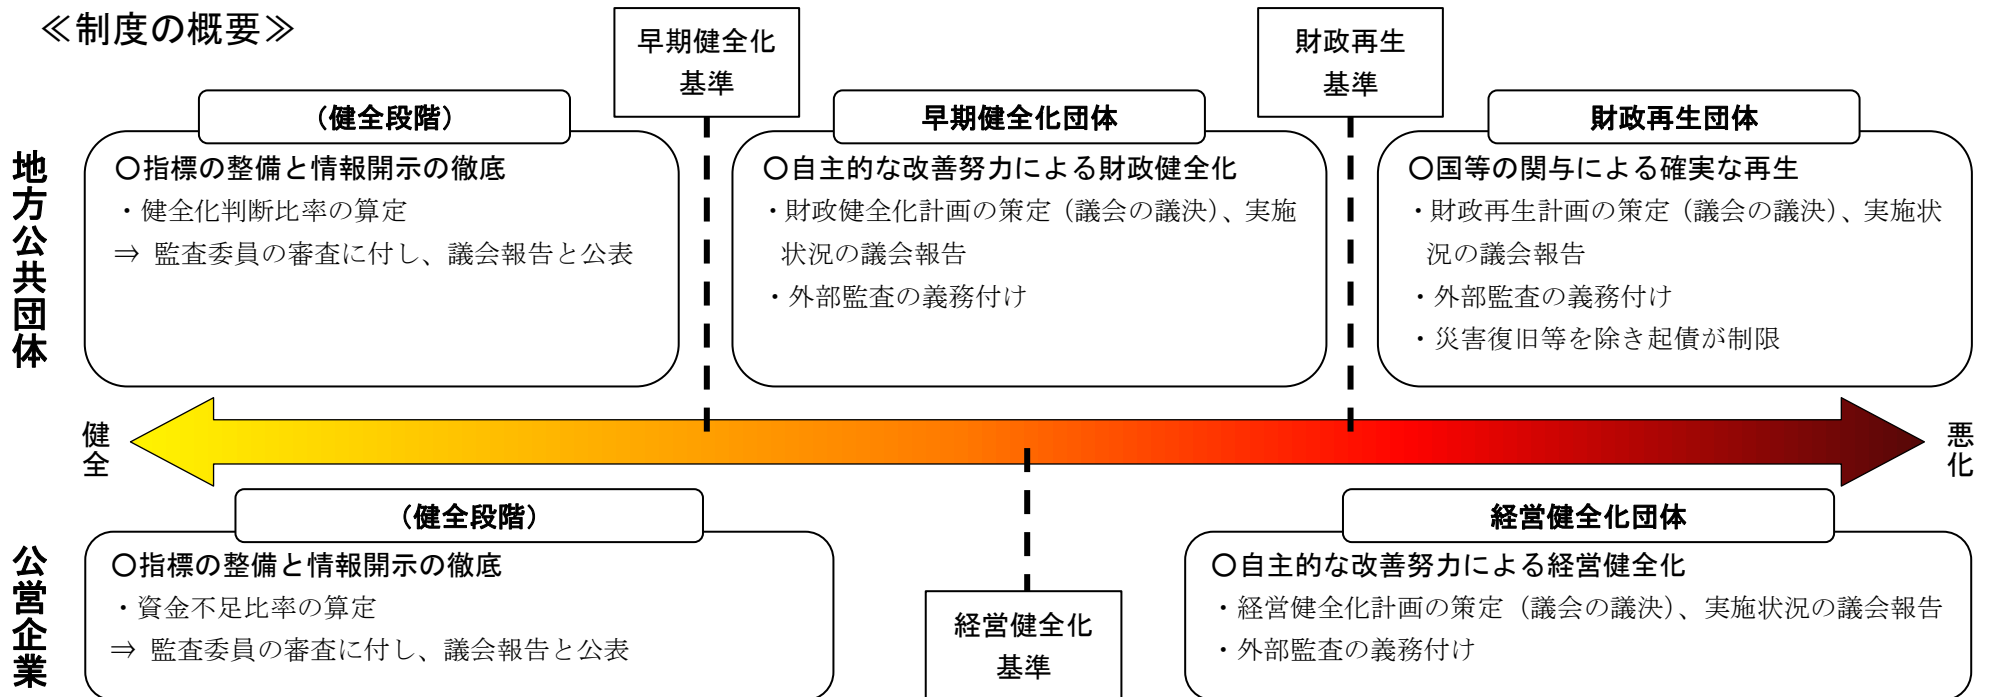 ≪制度の概要≫
早期健全化
基準
財政再生
基準
地方公共団体
（健全段階）
〇指標の整備と情報開示の徹底
・健全化判断比率の算定
⇒ 監査委員の審査に付し、議会報告と公表
早期健全化団体
〇自主的な改善努力による財政健全化
・財政健全化計画の策定（議会の議決）、実施
状況の議会報告
・外部監査の義務付け
財政再生団体
〇国等の関与による確実な再生
・財政再生計画の策定（議会の議決）、実施状
況の議会報告
・外部監査の義務付け
・災害復旧等を除き起債が制限
健全
悪化
公営企業
（健全段階）
〇指標の整備と情報開示の徹底
・資金不足比率の算定
⇒ 監査委員の審査に付し、議会報告と公表
経営健全化
基準
経営健全化団体
〇自主的な改善努力による経営健全化
・経営健全化計画の策定（議会の議決）、実施状況の議会報告
・外部監査の義務付け